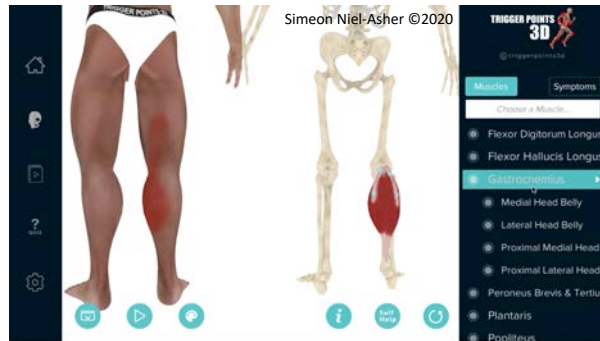 Simeon Niel-Asher ©2020
TRIGGER POINTS
3D
©triggerpoints3d
Muscles
Symptoms
Choose a Muscle...
Flexor Digitorum Longus
Flexor Hallucis Longus
Gastrocnemius
Medial Head Belly
Lateral Head Belly
Proximal Medial Head
Proximal Lateral Head
Peroneus Brevis & Tertiu
Plantaris
Popliteus
TRIGGER POINTS
?
QUIZ
i
Self
Help